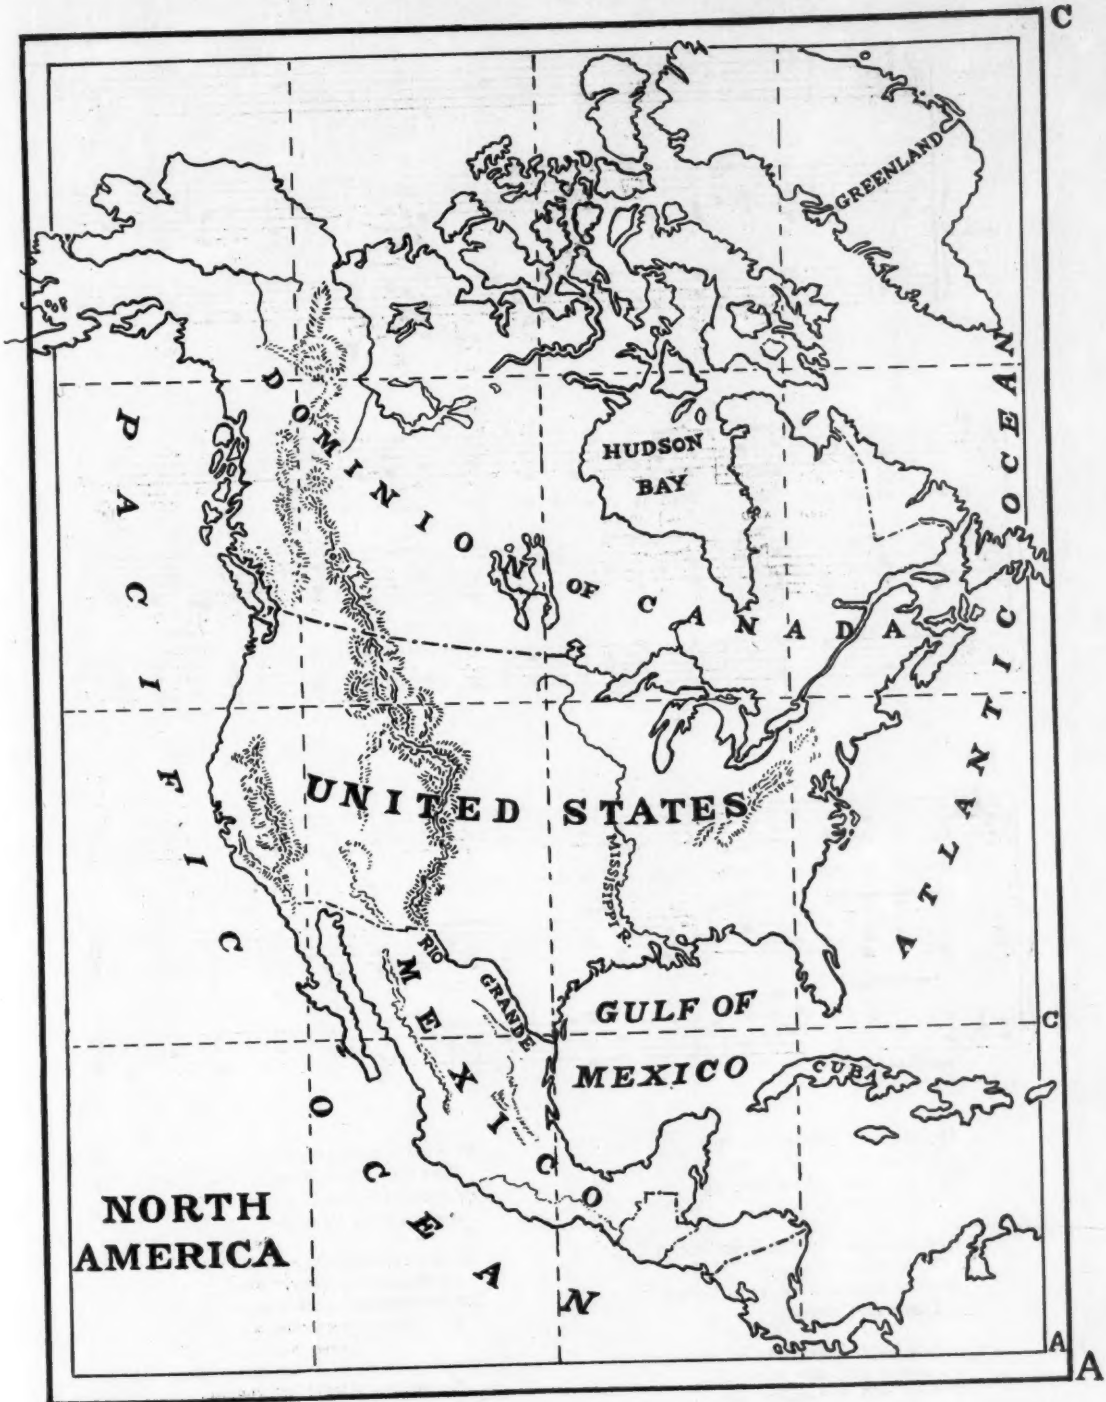 C
GREENLAND
PACIFIC OCEAN
DOMINION OF CANADA
HUDSON
BAY
ATLANTIC OCEAN
UNITED STATES
MISSISSIPPI R.
RIO GRANDE
MEXICO
GULF OF
MEXICO
C
CUBA
NORTH
AMERICA
A
A